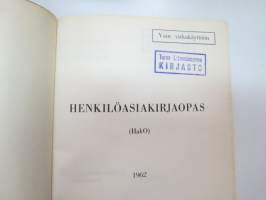 Vain virkakäyttöön
KIRJASTO
HENKILÖASIAKIRJAOPAS
(HakO)
1962